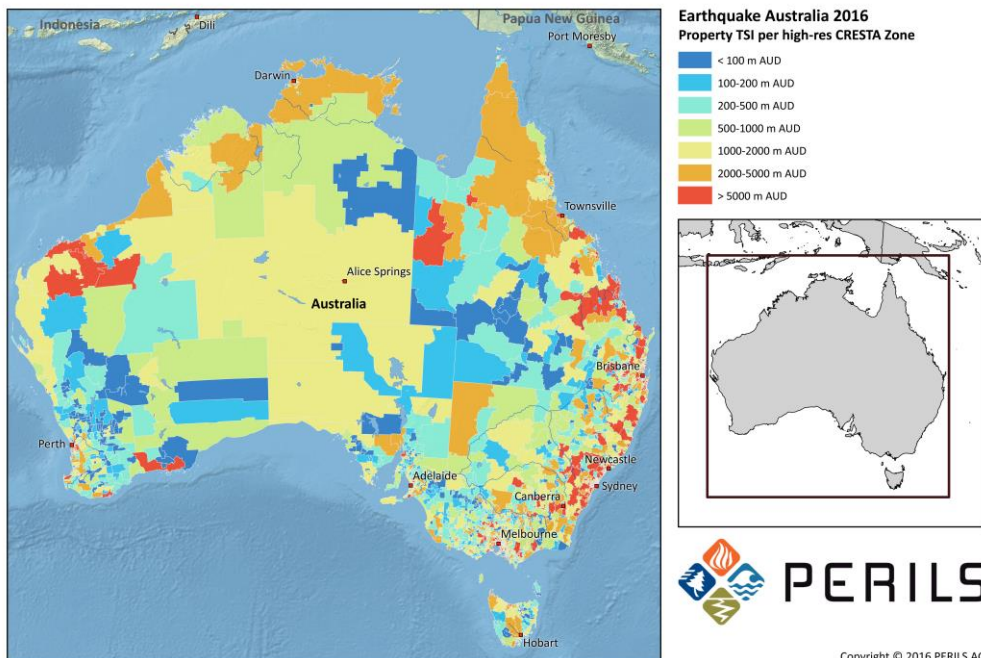 Indonesia
Dili
Papua New Guinea
Port Moresby
Darwin
Townsville
Alice Springs
Australia
Brisbane
Perth
Newcastle
Adelaide
Sydney
Canberra
Melbourne
Hobart
Earthquake Australia 2016
Property TSI per high-res CRESTA Zone
< 100 m AUD
100-200 m AUD
200-500 m AUD
500-1000 m AUD
1000-2000 m AUD
2000-5000 m AUD
> 5000 m AUD
PERILS
Copyright © 2016 PERILS AG